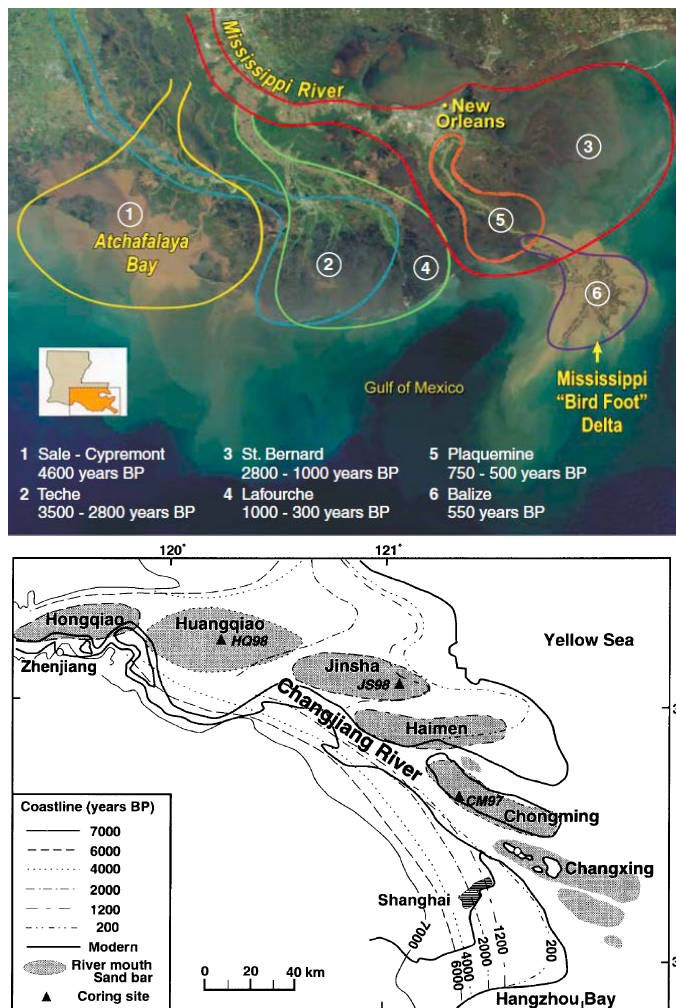 Mississippi River
• New
Orleans
3
1
Atchafalaya
Bay
5
2
4
6
Gulf of Mexico
Mississippi
“Bird Foot”
Delta
1 Sale - Cypremont
4600 years BP
2 Teche
3500 - 2800 years BP
3 St. Bernard
2800 - 1000 years BP
4 Lafourche
1000 - 300 years BP
5 Plaquemine
750 - 500 years BP
6 Balize
550 years BP
120°
121°
Hongqiao
Huangqiao
HQ98
Yellow Sea
Zhenjiang
Jinsha
JS98
Changjiang River
Haimen
CM97
Chongming
Changxing
Shanghai
7000
6000
4000
2000
1200
200
Coastline (years BP)
7000
6000
4000
2000
1200
200
Modern
River mouth
Sand bar
Coring site
0 20 40 km
Hangzhou Bay